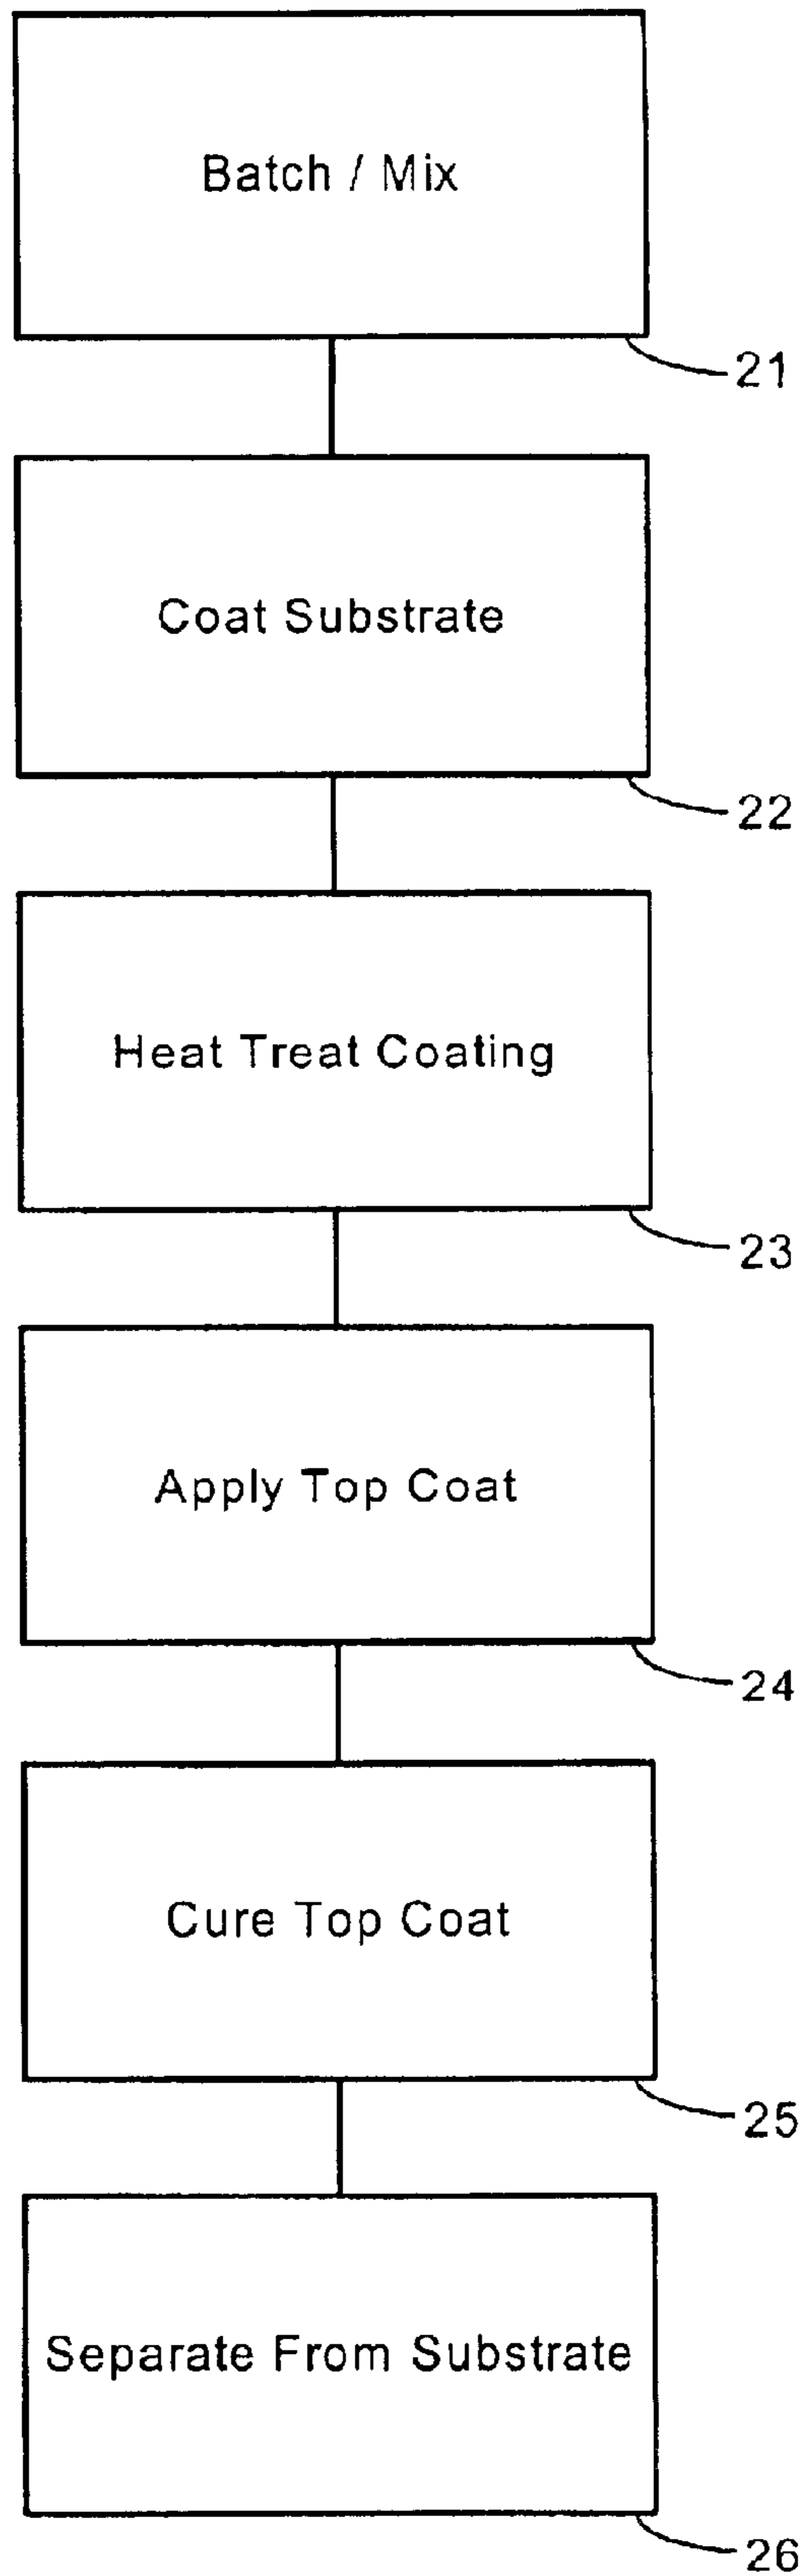 Batch / Mix
21
Coat Substrate
22
Heat Treat Coating
23
Apply Top Coat
24
Cure Top Coat
25
Separate From Substrate
26